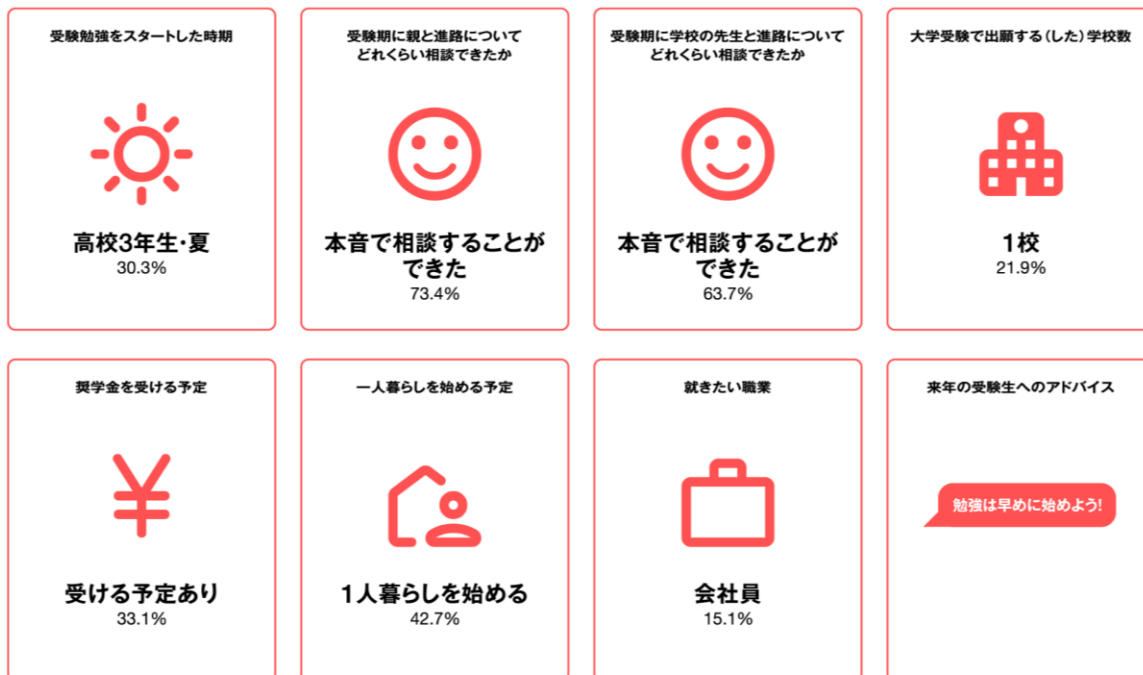 受験勉強をスタートした時期
高校3年生･夏
30.3%
受験期に親と進路について
どれくらい相談できたか
本音で相談することが
できた
73.4%
受験期に学校の先生と進路について
どれくらい相談できたか
本音で相談することが
できた
63.7%
大学受験で出願する(した)学校数
1校
21.9%
奨学金を受ける予定
¥
受ける予定あり
33.1%
一人暮らしを始める予定
1人暮らしを始める
42.7%
就きたい職業
会社員
15.1%
来年の受験生へのアドバイス
勉強は早めに始めよう!